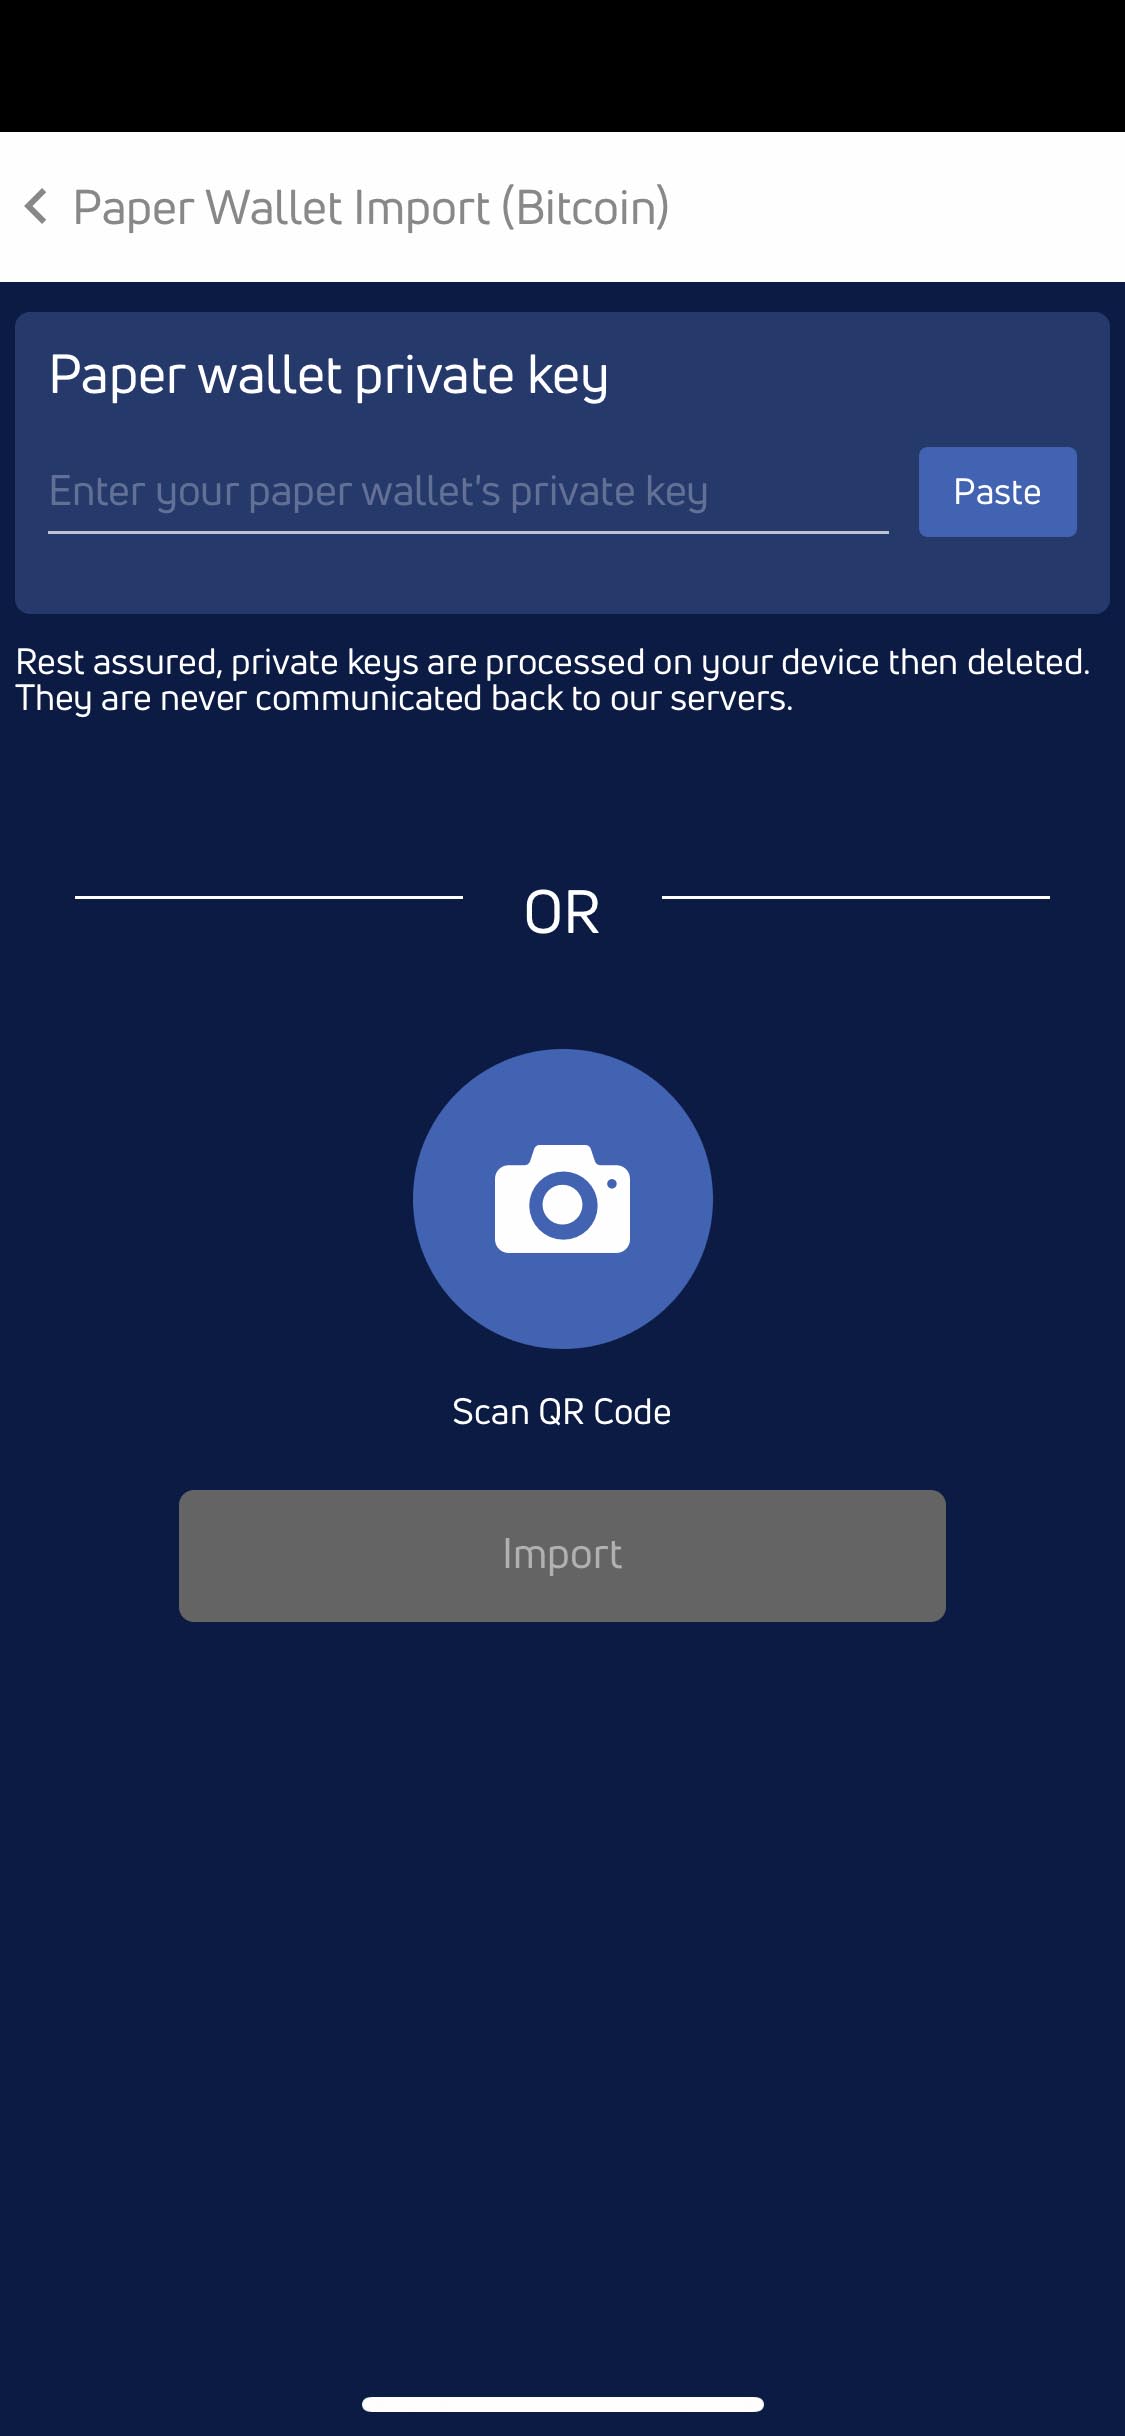 Paper Wallet Import (Bitcoin)
Paper wallet private key
Enter your paper wallet's private key
Paste
Rest assured, private keys are processed on your device then deleted.
They are never communicated back to our servers.
OR
Scan QR Code
Import